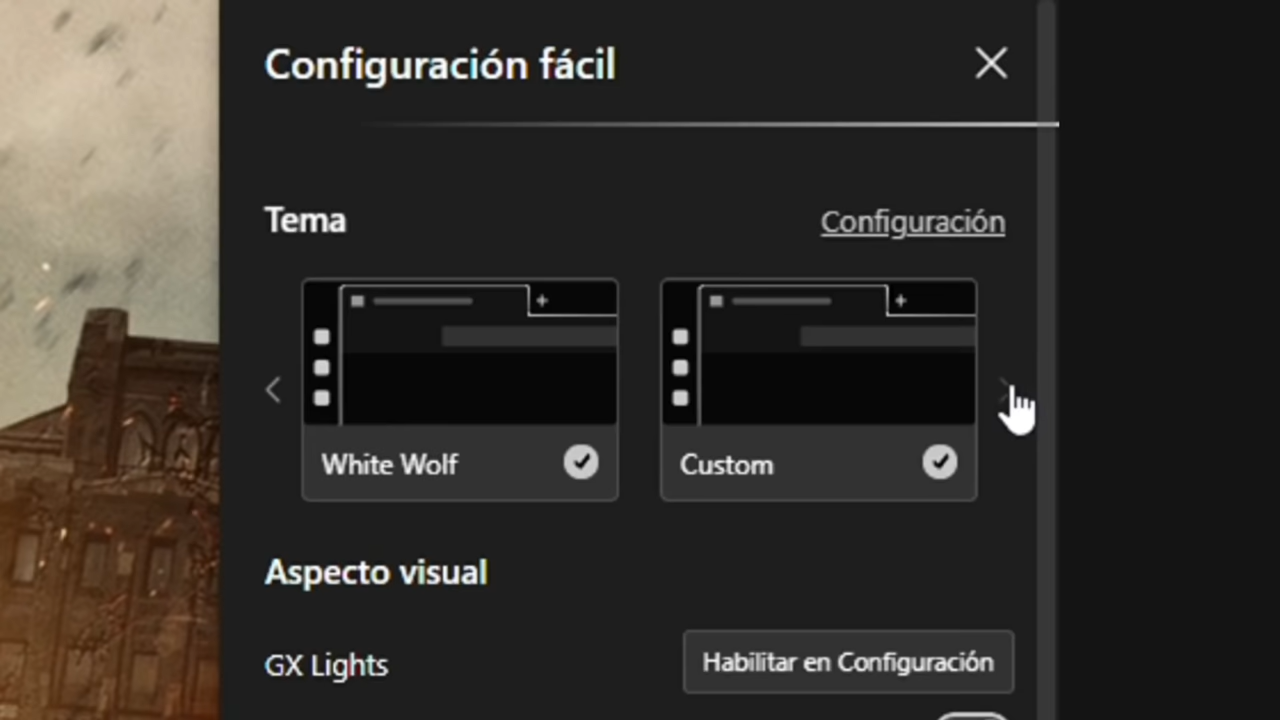 Configuración fácil
Tema
Configuración
White Wolf
Custom
Aspecto visual
GX Lights
Habilitar en Configuración